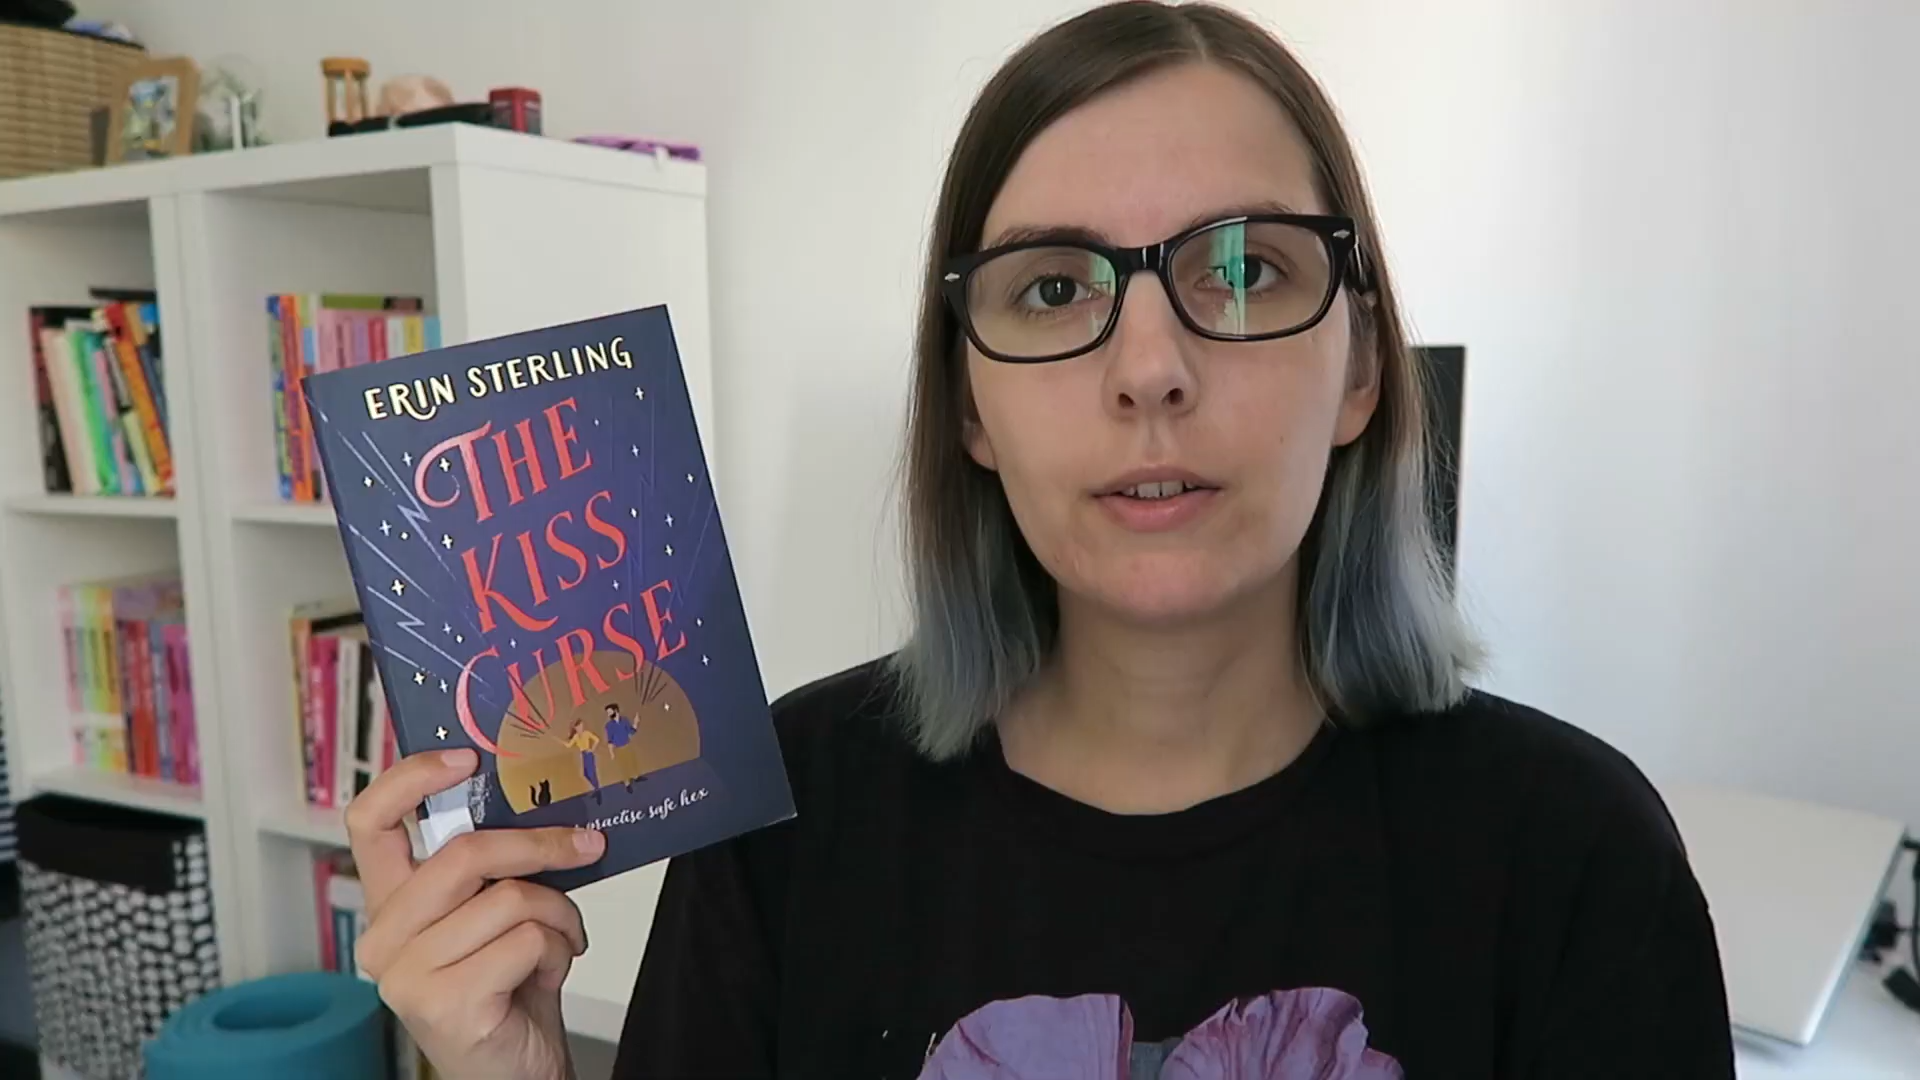 ERIN STERLING
THE
KISS
CURSE
practise safe hex